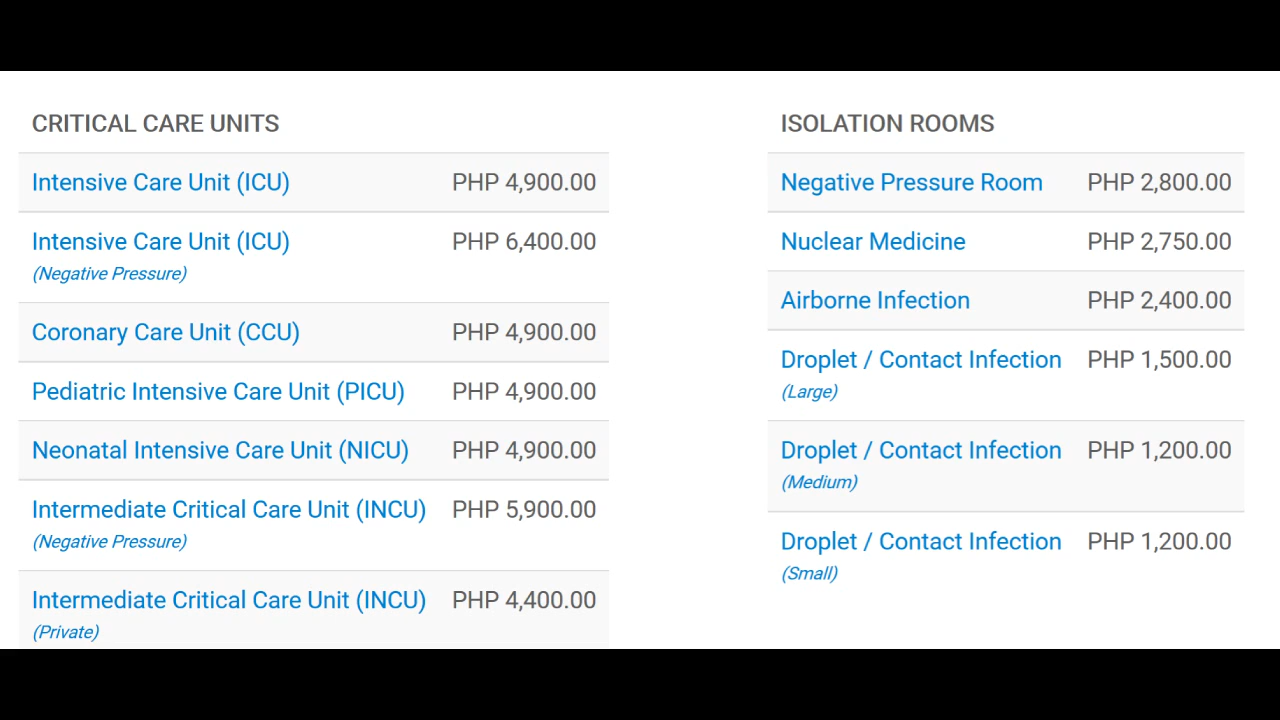 CRITICAL CARE UNITS
Intensive Care Unit (ICU) PHP 4,900.00
Intensive Care Unit (ICU) PHP 6,400.00
(Negative Pressure)
Coronary Care Unit (CCU) PHP 4,900.00
Pediatric Intensive Care Unit (PICU) PHP 4,900.00
Neonatal Intensive Care Unit (NICU) PHP 4,900.00
Intermediate Critical Care Unit (INCU) PHP 5,900.00
(Negative Pressure)
Intermediate Critical Care Unit (INCU) PHP 4,400.00
(Private)
ISOLATION ROOMS
Negative Pressure Room PHP 2,800.00
Nuclear Medicine PHP 2,750.00
Airborne Infection PHP 2,400.00
Droplet / Contact Infection PHP 1,500.00
(Large)
Droplet / Contact Infection PHP 1,200.00
(Medium)
Droplet / Contact Infection PHP 1,200.00
(Small)